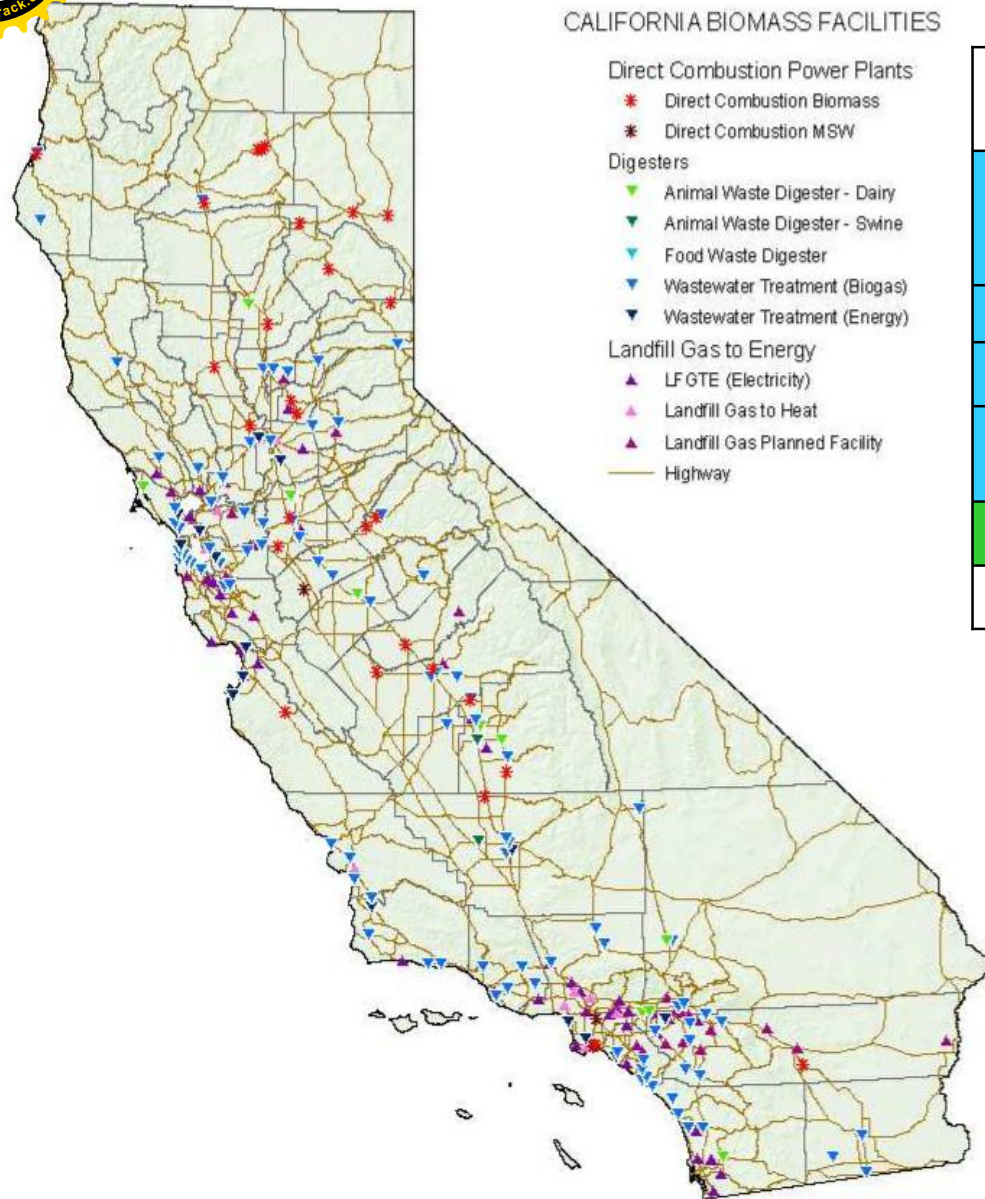 rack.c
CALIFORNIA BIOMASS FACILITIES
Direct Combustion Power Plants
Direct Combustion Biomass
Direct Combustion MSW
Digesters
Animal Waste Digester - Dairy
Animal Waste Digester - Swine
Food Waste Digester
Wastewater Treatment (Biogas)
Wastewater Treatment (Energy)
Landfill Gas to Energy
LFGTE (Electricity)
Landfill Gas to Heat
Landfill Gas Planned Facility
Highway